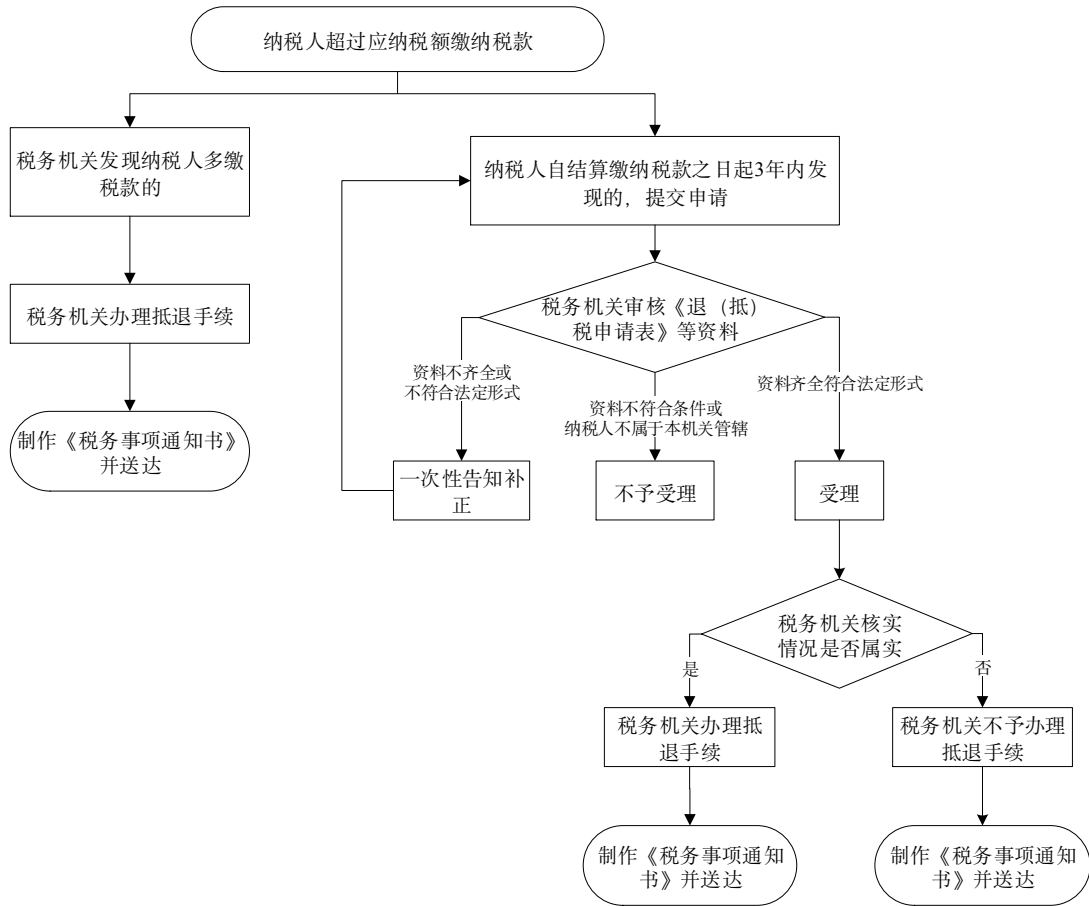 纳税人超过应纳税额缴纳税款
税务机关发现纳税人多缴
税款的
纳税人自结算缴纳税款之日起3年内发
现的，提交申请
税务机关办理抵退手续
税务机关审核《退（抵）
税申请表》等资料
资料不齐全或
不符合法定形式
资料不符合条件或
纳税人不属于本机关管辖
资料齐全符合法定形式
制作《税务事项通知书》
并送达
一次性告知补
正
不予受理
受理
税务机关核实
情况是否属实
是
否
税务机关办理抵
退手续
税务机关不予办理
抵退手续
制作《税务事项通知
书》并送达
制作《税务事项通知
书》并送达